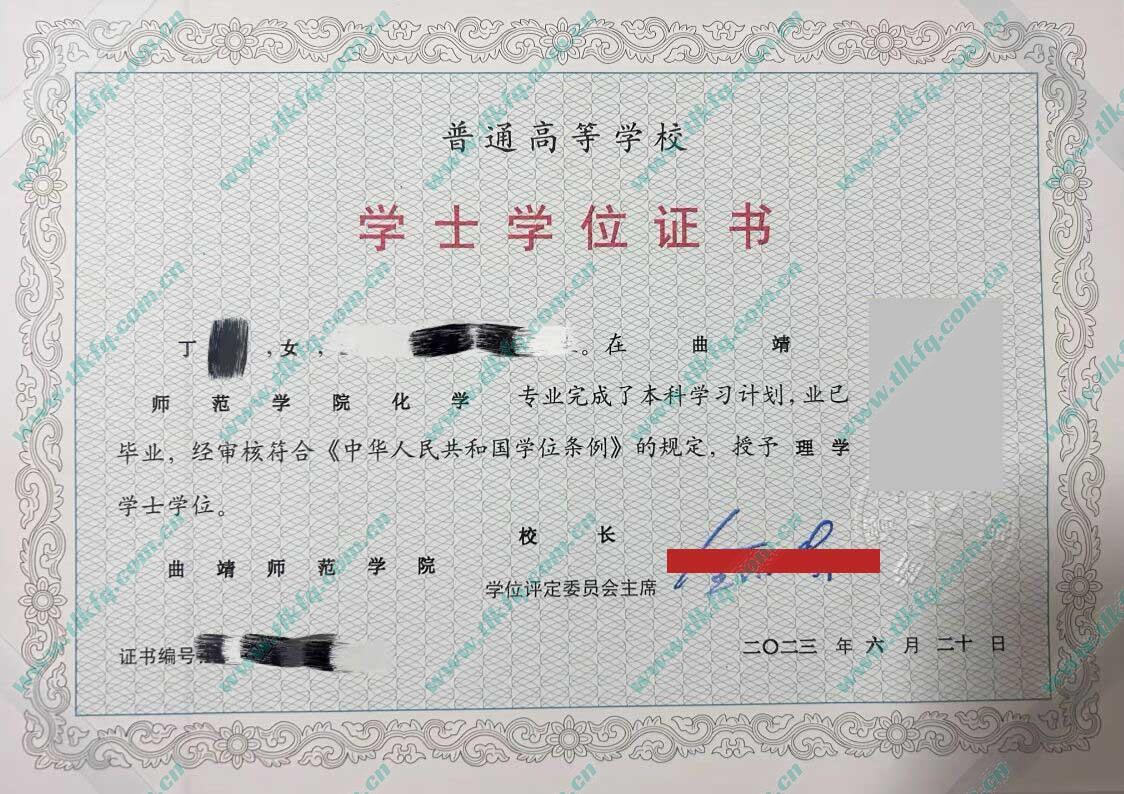 普通高等学校
学士学位证书
丁 ,女, 。在 曲 靖
师 范 学 院 化 学 专业完成了本科学习计划,业已
毕业,经审核符合《中华人民共和国学位条例》的规定,授予 理 学
学士学位。
校 长
曲 靖 师 范 学 院
学位评定委员会主席
证书编号:
二〇二三 年 六 月 二十 日
www.tlkfq.com.cn